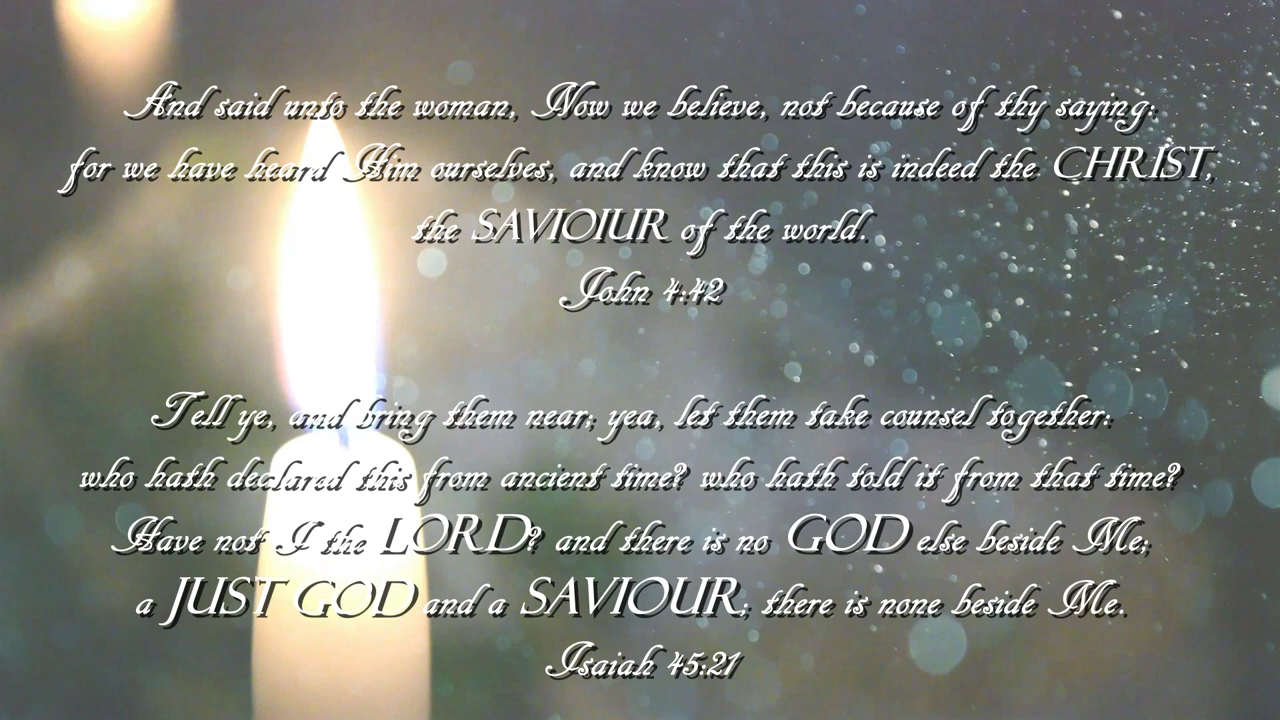 And said unto the woman, Now we believe, not because of thy saying:
for we have heard Him ourselves, and know that this is indeed the CHRIST,
the SAVIOIUR of the world.
John 4:42
Tell ye, and bring them near; yea, let them take counsel together:
who hath declared this from ancient time? who hath told it from that time?
Have not I the LORD? and there is no GOD else beside Me;
a JUST GOD and a SAVIOUR; there is none beside Me.
Isaiah 45:21